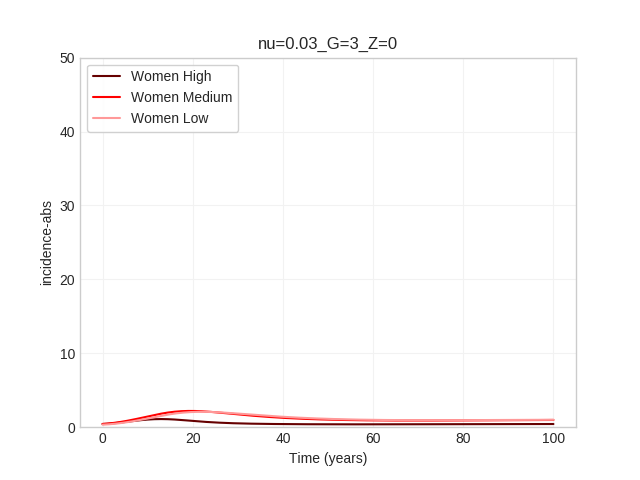 nu=0.03_G=3_Z=0
Women High
Women Medium
Women Low
50
40
30
20
10
0
incidence-abs
0 20 40 60 80 100
Time (years)